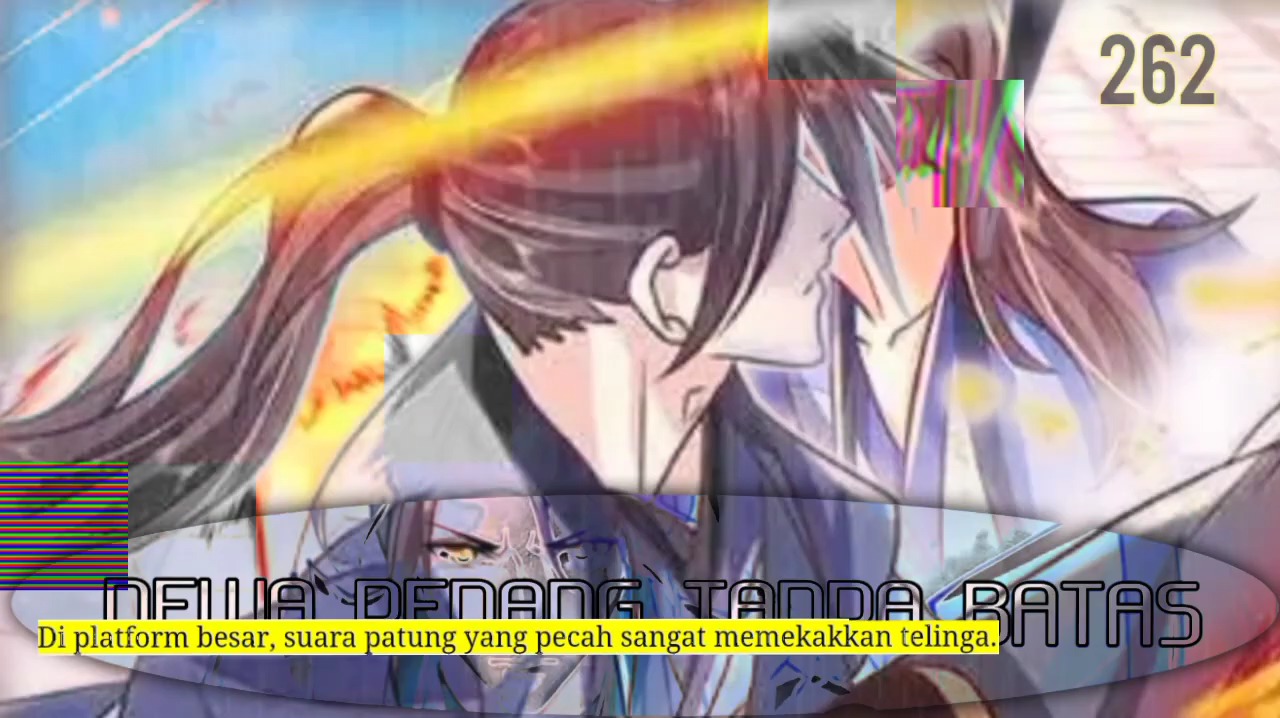 262
DEWA PEDANG TANPA BATAS
Di platform besar, suara patung yang pecah sangat memekakkan telinga.